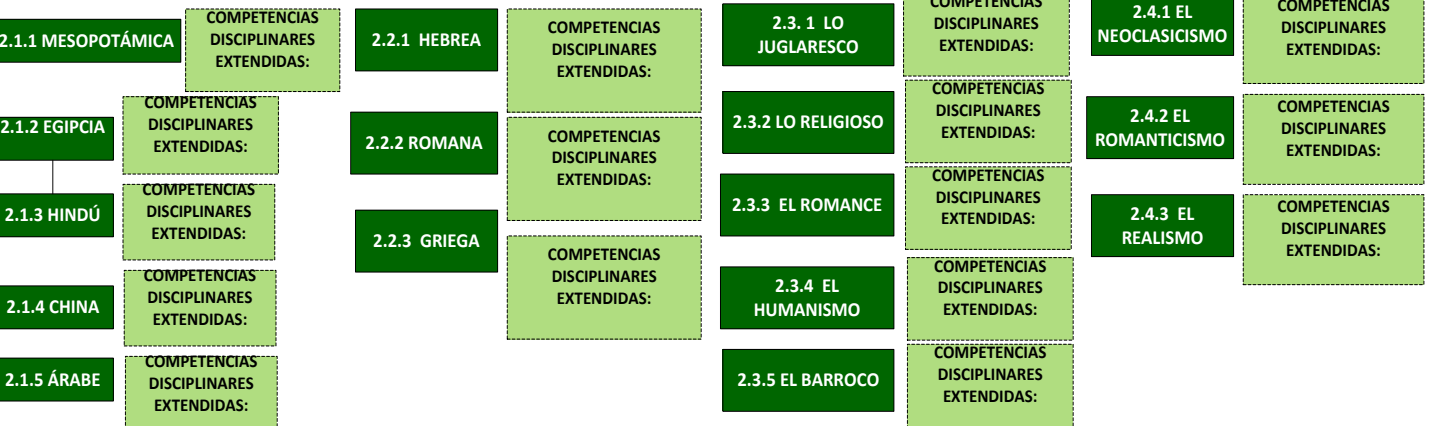 2.1.1 MESOPOTÁMICA
COMPETENCIAS
DISCIPLINARES
EXTENDIDAS:
2.1.2 EGIPCIA
COMPETENCIAS
DISCIPLINARES
EXTENDIDAS:
2.1.3 HINDÚ
COMPETENCIAS
DISCIPLINARES
EXTENDIDAS:
2.1.4 CHINA
COMPETENCIAS
DISCIPLINARES
EXTENDIDAS:
2.1.5 ÁRABE
COMPETENCIAS
DISCIPLINARES
EXTENDIDAS:
2.2.1 HEBREA
COMPETENCIAS
DISCIPLINARES
EXTENDIDAS:
2.2.2 ROMANA
COMPETENCIAS
DISCIPLINARES
EXTENDIDAS:
2.2.3 GRIEGA
COMPETENCIAS
DISCIPLINARES
EXTENDIDAS:
2.3. 1 LO
JUGLARESCO
COMPETENCIAS
DISCIPLINARES
EXTENDIDAS:
2.3.2 LO RELIGIOSO
COMPETENCIAS
DISCIPLINARES
EXTENDIDAS:
2.3.3 EL ROMANCE
COMPETENCIAS
DISCIPLINARES
EXTENDIDAS:
2.3.4 EL
HUMANISMO
COMPETENCIAS
DISCIPLINARES
EXTENDIDAS:
2.3.5 EL BARROCO
COMPETENCIAS
DISCIPLINARES
EXTENDIDAS:
2.4.1 EL
NEOCLASICISMO
COMPETENCIAS
DISCIPLINARES
EXTENDIDAS:
2.4.2 EL
ROMANTICISMO
COMPETENCIAS
DISCIPLINARES
EXTENDIDAS:
2.4.3 EL
REALISMO
COMPETENCIAS
DISCIPLINARES
EXTENDIDAS: